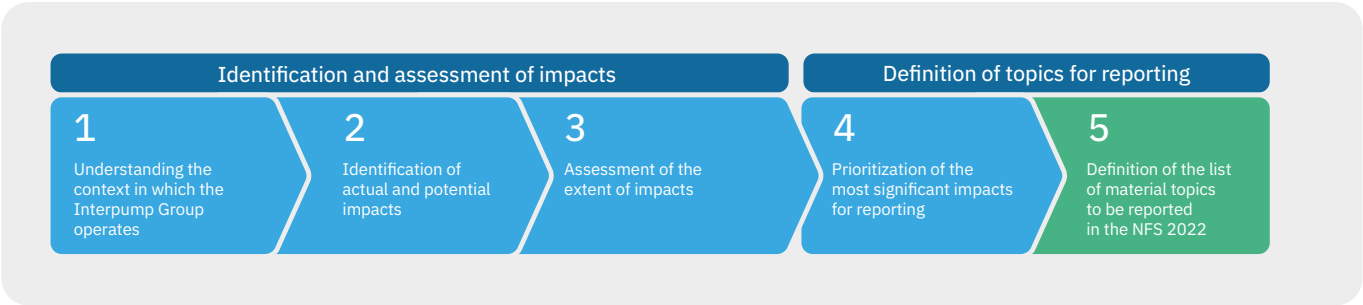 Identification and assessment of impacts
Definition of topics for reporting
1
Understanding the
context in which the
Interpump Group
operates
2
Identification of
actual and potential
impacts
3
Assessment of the
extent of impacts
4
Prioritization of the
most significant impacts
for reporting
5
Definition of the list
of material topics
to be reported
in the NFS 2022